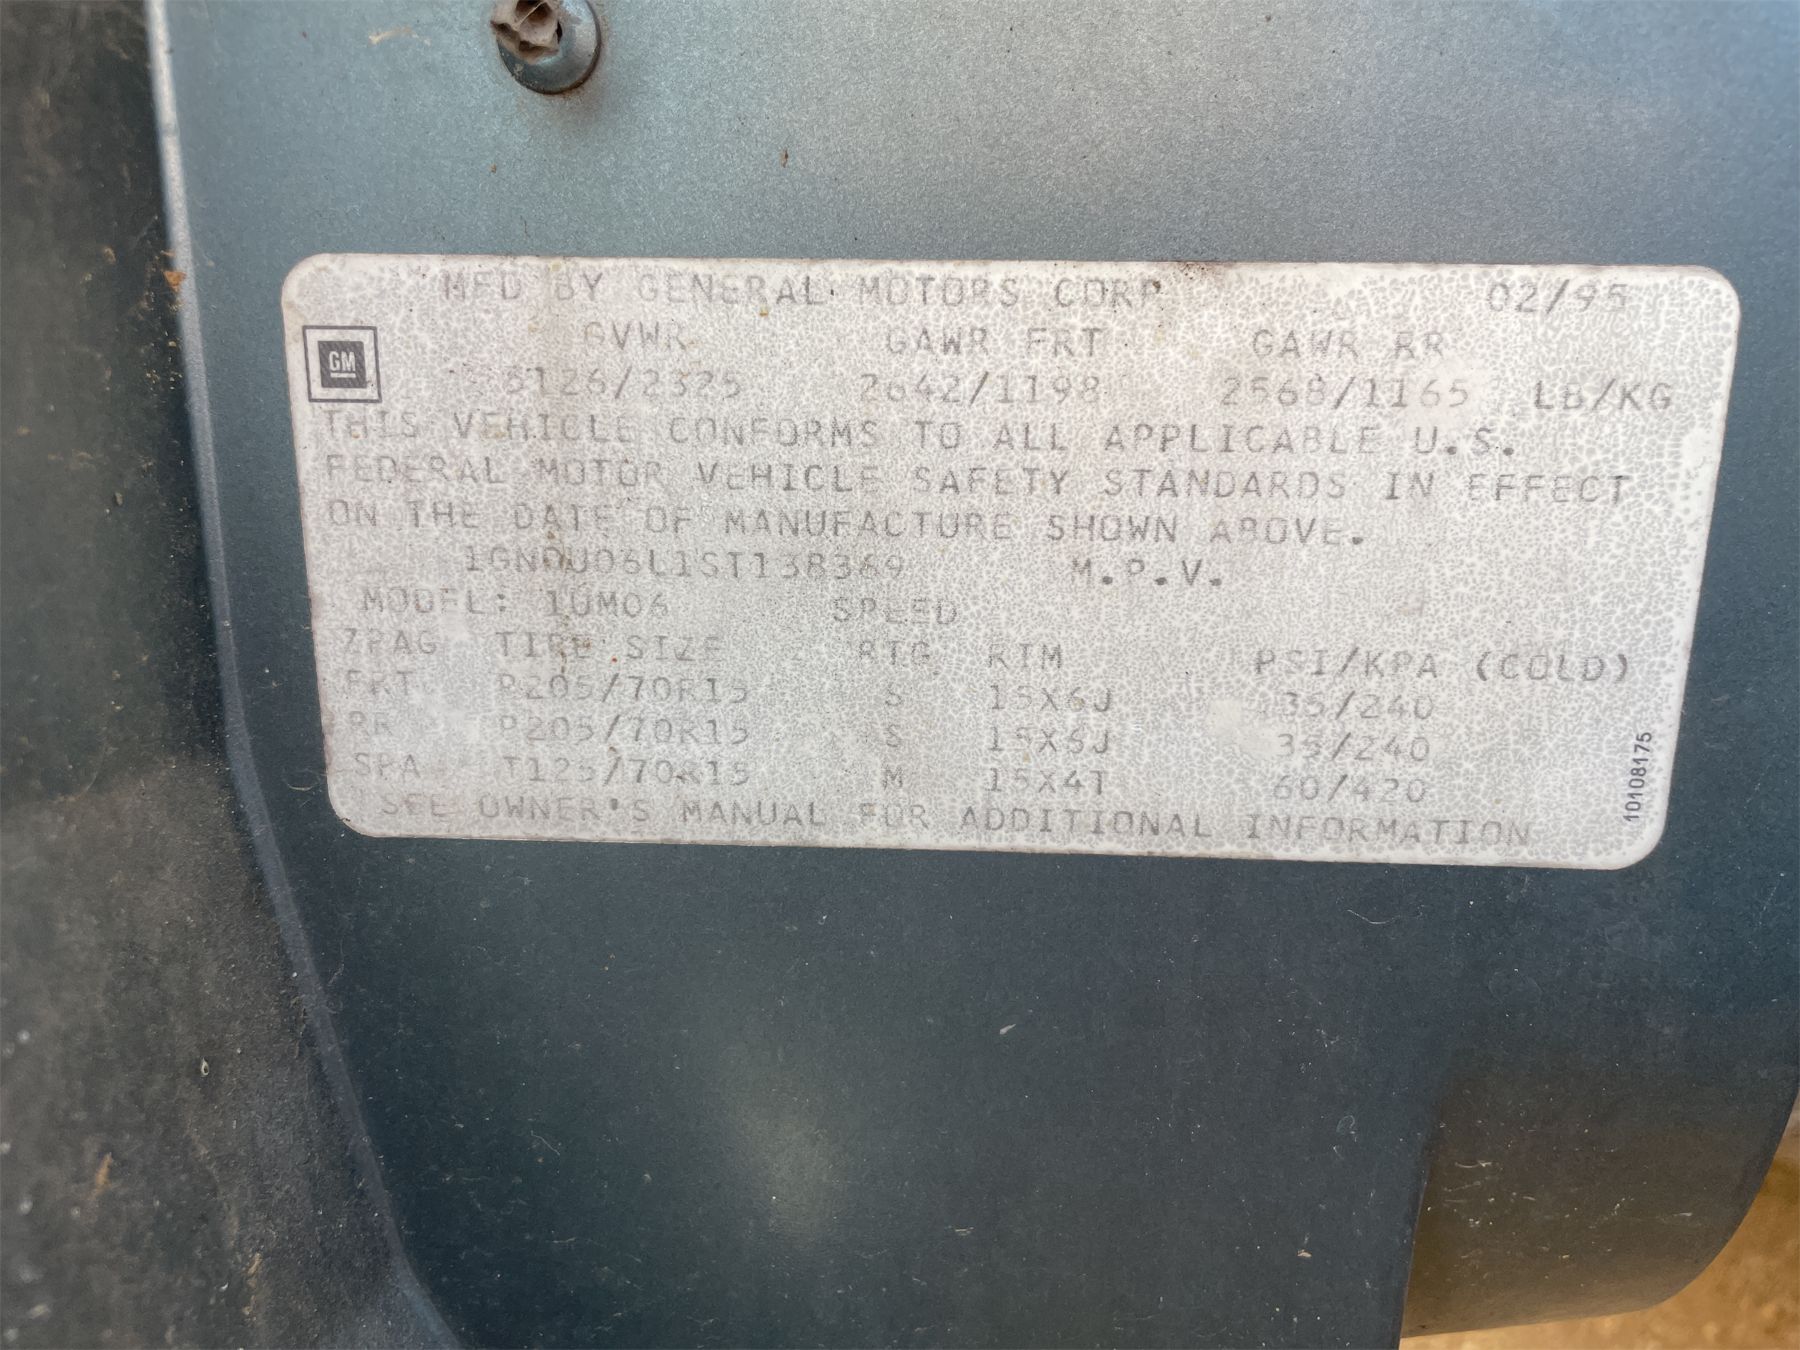 MFD BY GENERAL MOTORS CORP 02/95
GVWR GAWR FRT GAWR RR
GM
5126/2325 2642/1198 2568/1165 LB/KG
THIS VEHICLE CONFORMS TO ALL APPLICABLE U.S.
FEDERAL MOTOR VEHICLE SAFETY STANDARDS IN EFFECT
ON THE DATE OF MANUFACTURE SHOWN ABOVE.
1GNDU06L1ST138369 M.P.V.
MODEL: 1UM06 SPEED
TIRE SIZE RTG RIM PSI/KPA (COLD)
FRT P205/70R15 S 15X6J 35/240
RR P205/70R15 S 15X6J 35/240
SPA T125/70R15 M 15X4T 60/420
SEE OWNER'S MANUAL FOR ADDITIONAL INFORMATION
10108175